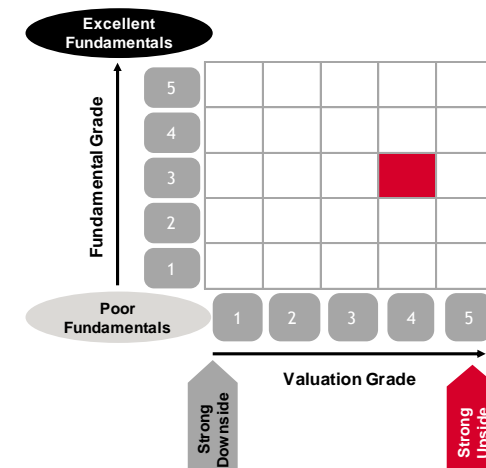 Excellent
Fundamentals
Fundamental Grade
5
4
3
2
1
Poor
Fundamentals
1
2
3
4
5
Valuation Grade
Strong
Downside
Strong
Upside